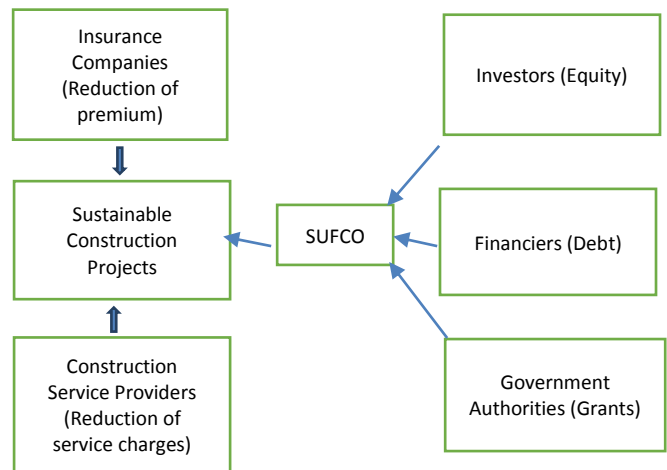 Insurance
Companies
(Reduction of
premium)
Investors (Equity)
Sustainable
Construction
Projects
SUFCO
Financiers (Debt)
Construction
Service Providers
(Reduction of
service charges)
Government
Authorities (Grants)